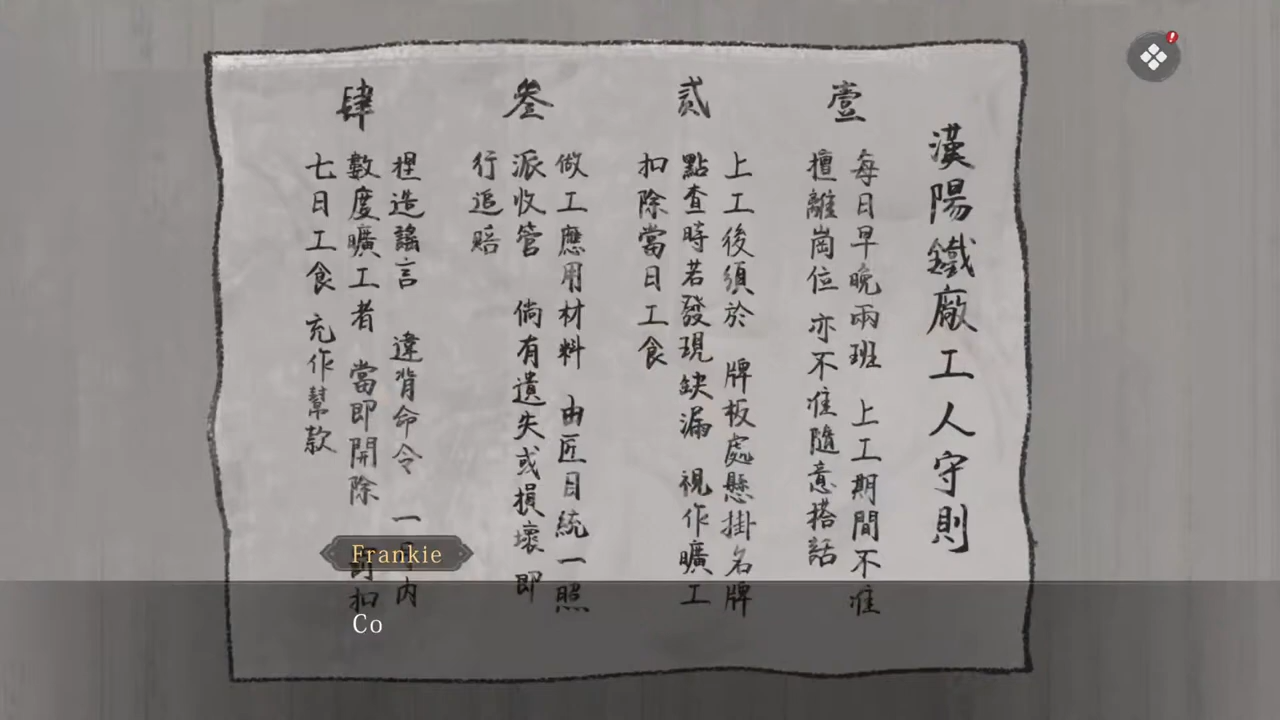 漢陽鐵廠工人守則
壹
每日早晚兩班 上工期間不准
擅離崗位 亦不准隨意搭話
貳
上工後須於 牌板處懸掛名牌
點查時若發現缺漏 視作曠工
扣除當日工食
叄
做工應用材料 由匠目統一照
派收管 倘有遺失或損壞 即
行追賠
肆
捏造謠言 違背命令 一月內
數度曠工者 當即開除 扣
七日工食 充作幫款
Frankie
Co